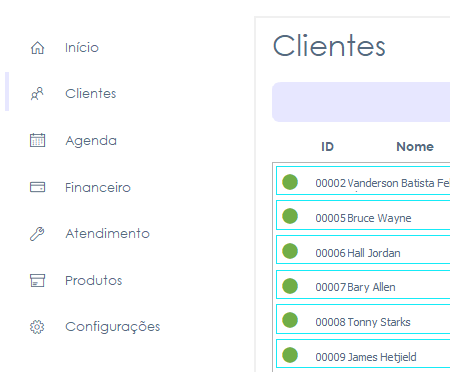 Início
Clientes
Agenda
Financeiro
Atendimento
Produtos
Configurações
Clientes
ID Nome
00002 Vanderson Batista Fe
00005 Bruce Wayne
00006 Hall Jordan
00007 Bary Allen
00008 Tonny Starks
00009 James Hetjield